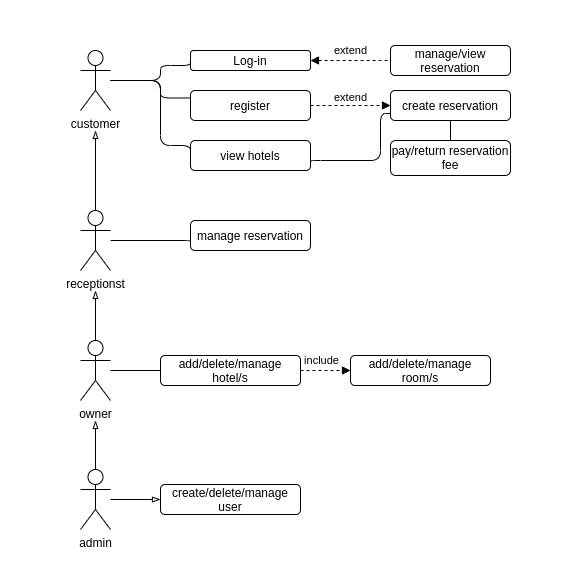 extend
Log-in
manage/view
reservation
extend
register
create reservation
customer
view hotels
pay/return reservation
fee
manage reservation
receptionst
include
add/delete/manage
hotel/s
add/delete/manage
room/s
owner
create/delete/manage
user
admin